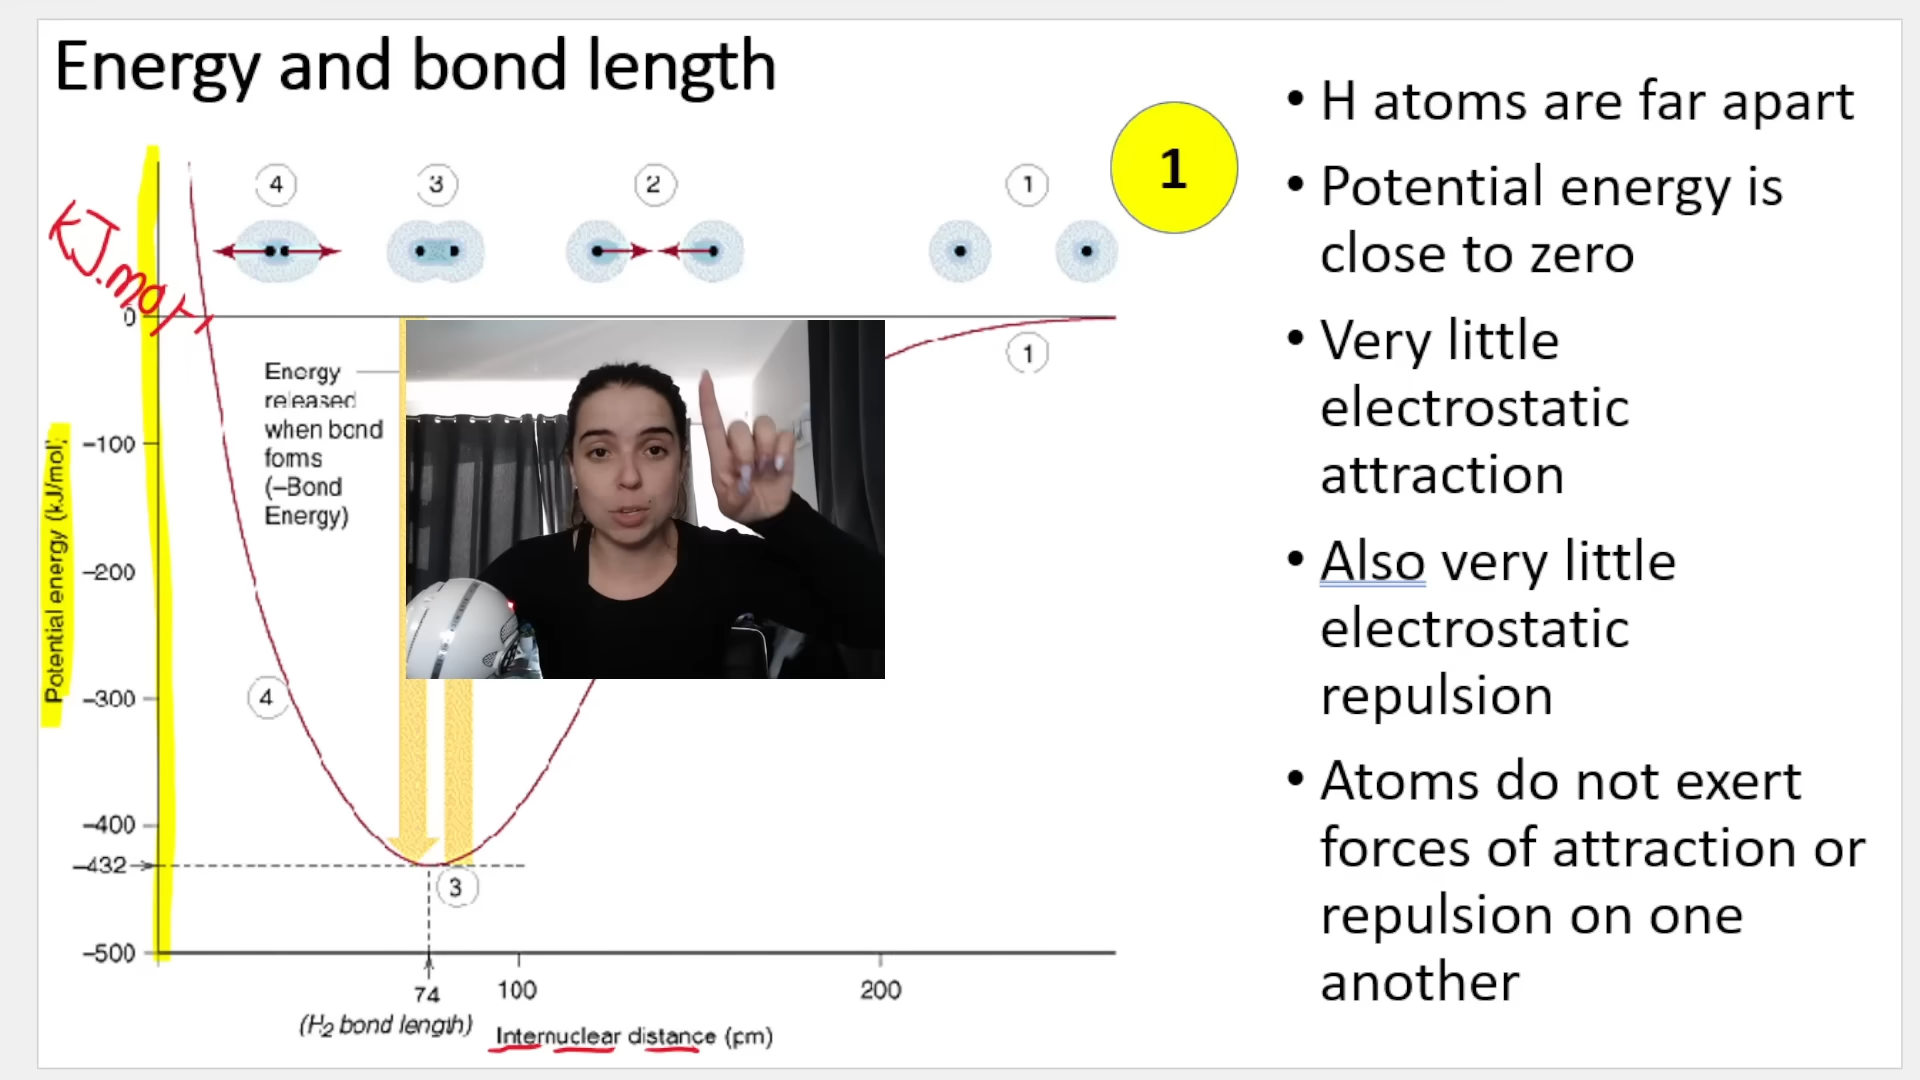 Energy and bond length
1
• H atoms are far apart
• Potential energy is
close to zero
• Very little
electrostatic
attraction
• Also very little
electrostatic
repulsion
• Atoms do not exert
forces of attraction or
repulsion on one
another
4 3 2 1
kJ.mol⁻¹
0
1
Energy
released
when bond
forms
(–Bond
Energy)
–100
–200
–300
–400
–432
–500
Potential energy (kJ/mol)
4
3
74 100 200
(H₂ bond length)
Internuclear distance (pm)